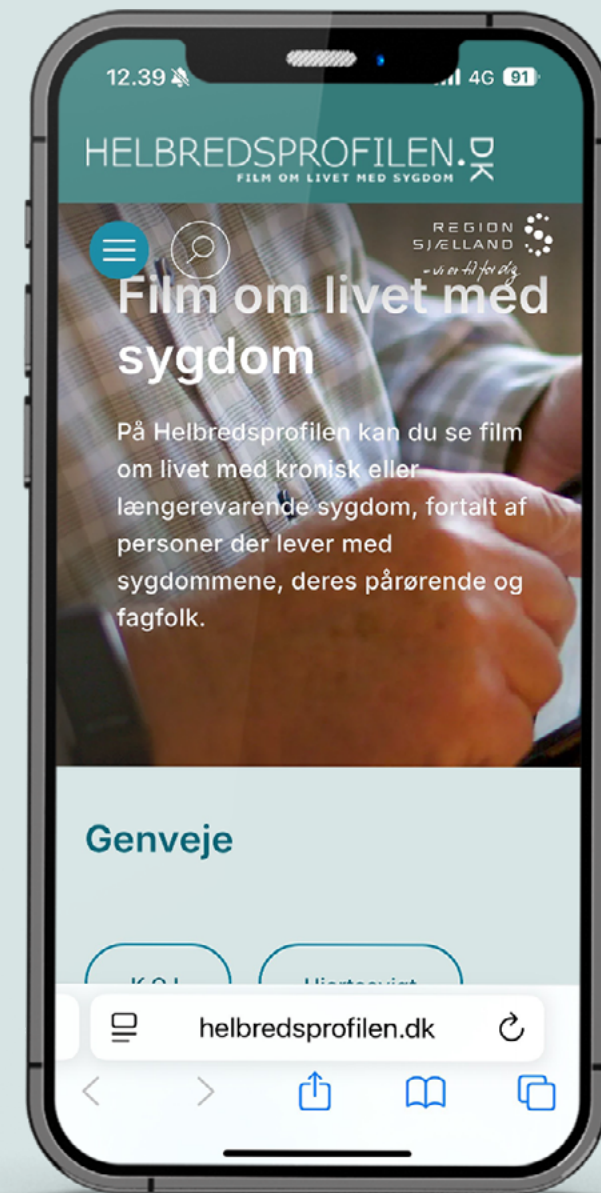 12.39 4G 91
HELBREDSPROFILEN.DK
FILM OM LIVET MED SYGDOM
REGION
SJÆLLAND
- vi er til for dig
Film om livet med
sygdom
På Helbredsprofilen kan du se film
om livet med kronisk eller
længerevarende sygdom, fortalt af
personer der lever med
sygdommene, deres pårørende og
fagfolk.
Genveje
KOL Hjertesvigt
helbredsprofilen.dk